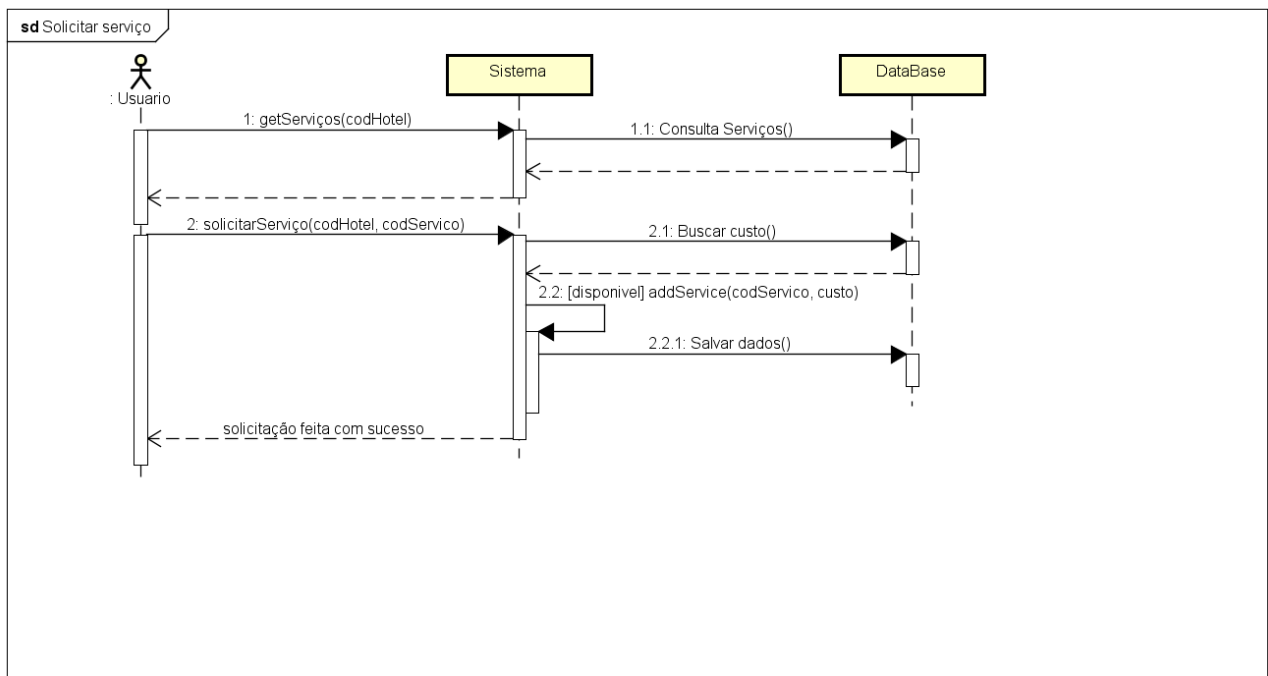 sd Solicitar serviço
: Usuario
Sistema
DataBase
1: getServiços(codHotel)
1.1: Consulta Serviços()
2: solicitarServiço(codHotel, codServico)
2.1: Buscar custo()
2.2: [disponivel] addService(codServico, custo)
2.2.1: Salvar dados()
solicitação feita com sucesso